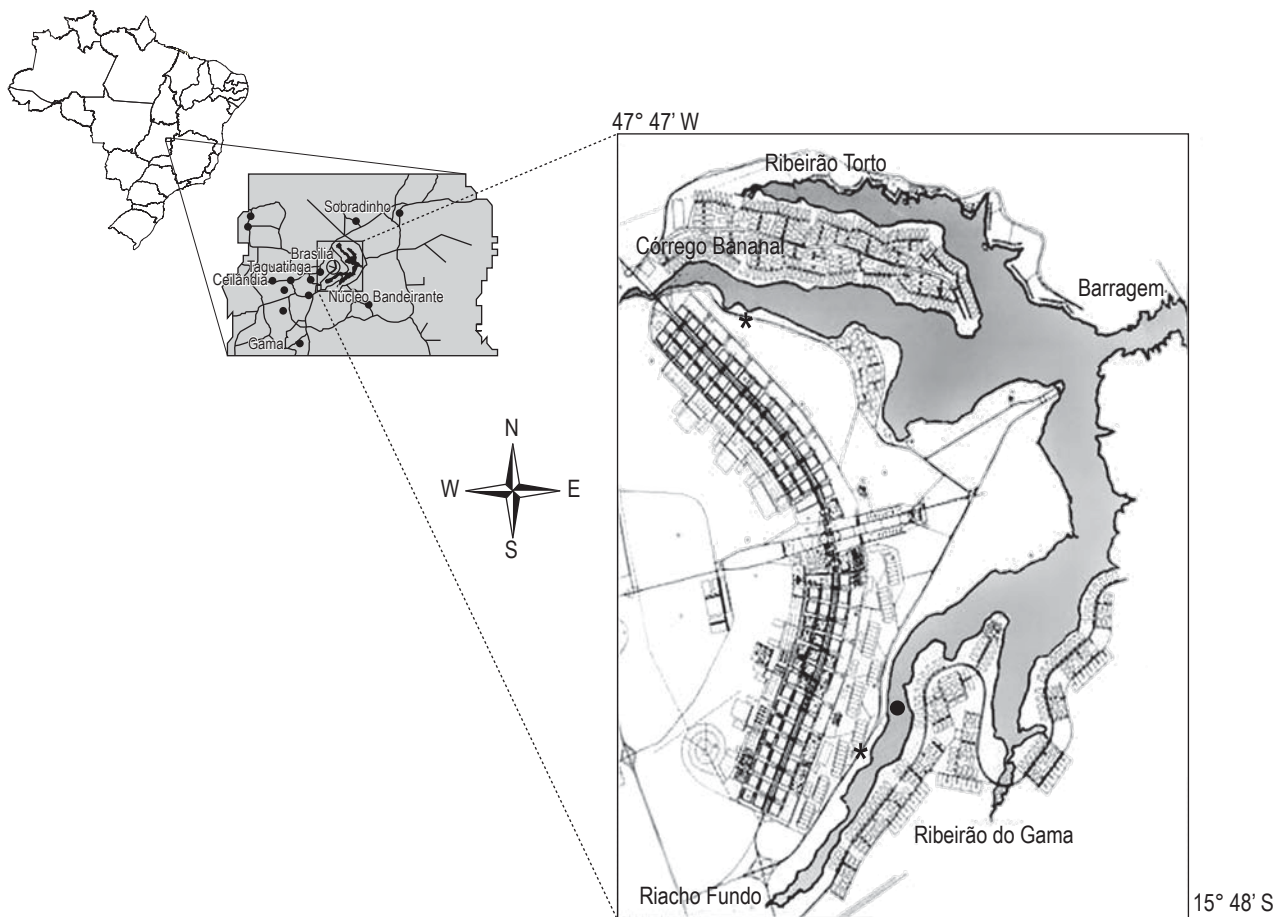 47° 47' W
Ribeirão Torto
Sobradinho
Córrego Bananal
Brasília
Taguatinga
Ceilândia
Barragem
Núcleo Bandeirante
Gama
*
N
W E
S
*
Ribeirão do Gama
Riacho Fundo
15° 48' S